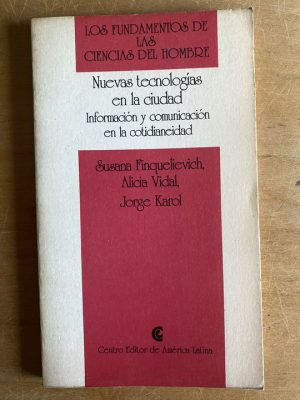 LOS FUNDAMENTOS DE
LAS
CIENCIAS DEL HOMBRE
Nuevas tecnologías
en la ciudad
Información y comunicación
en la cotidianeidad
Susana Finquelievich,
Alicia Vidal,
Jorge Karol
Centro Editor de América Latina